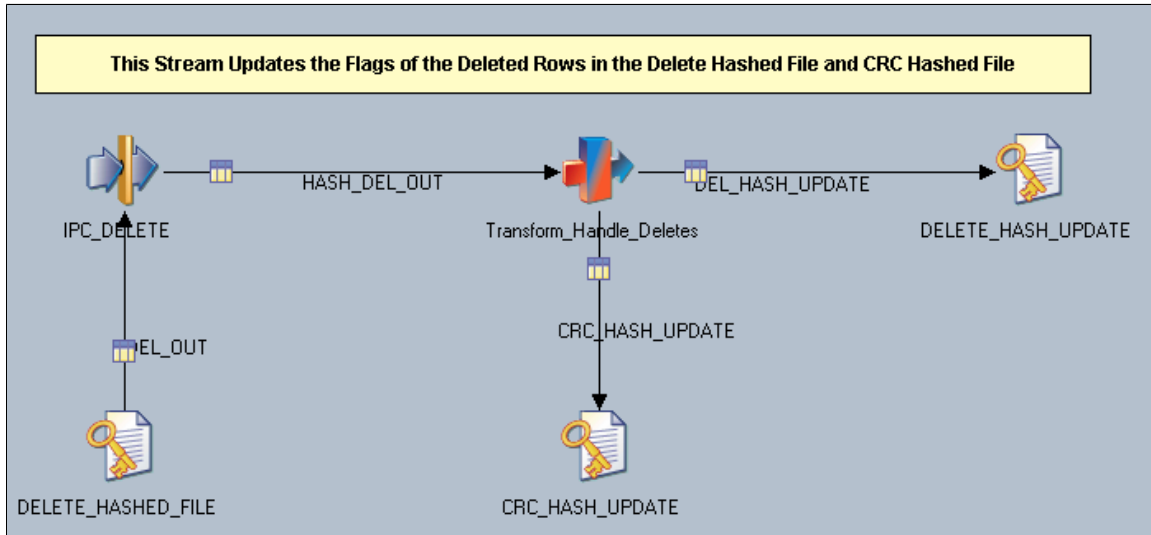 This Stream Updates the Flags of the Deleted Rows in the Delete Hashed File and CRC Hashed File
HASH_DEL_OUT
DEL_HASH_UPDATE
IPC_DELETE
Transform_Handle_Deletes
DELETE_HASH_UPDATE
CRC_HASH_UPDATE
DEL_OUT
DELETE_HASHED_FILE
CRC_HASH_UPDATE